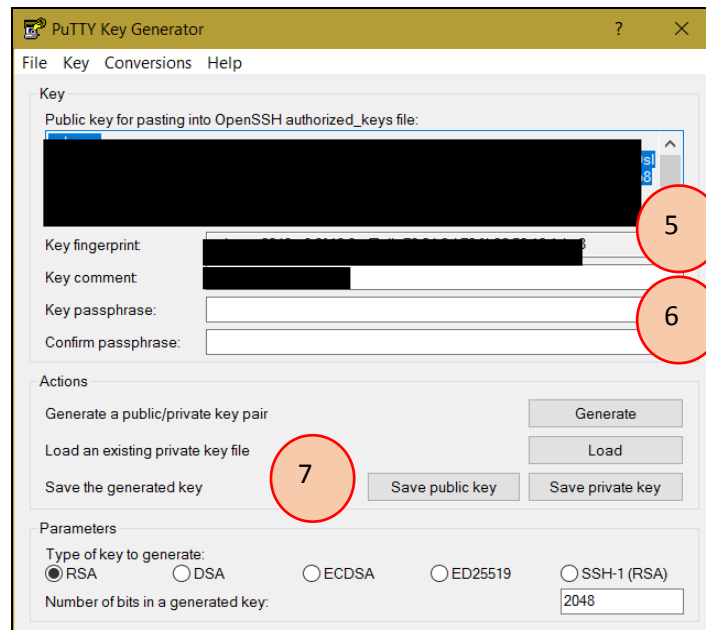 PuTTY Key Generator ?
File Key Conversions Help
Key
Public key for pasting into OpenSSH authorized_keys file:
5
Key fingerprint:
Key comment:
Key passphrase:
6
Confirm passphrase:
Actions
Generate a public/private key pair Generate
Load an existing private key file Load
7
Save the generated key Save public key Save private key
Parameters
Type of key to generate:
RSA DSA ECDSA ED25519 SSH-1 (RSA)
Number of bits in a generated key: 2048